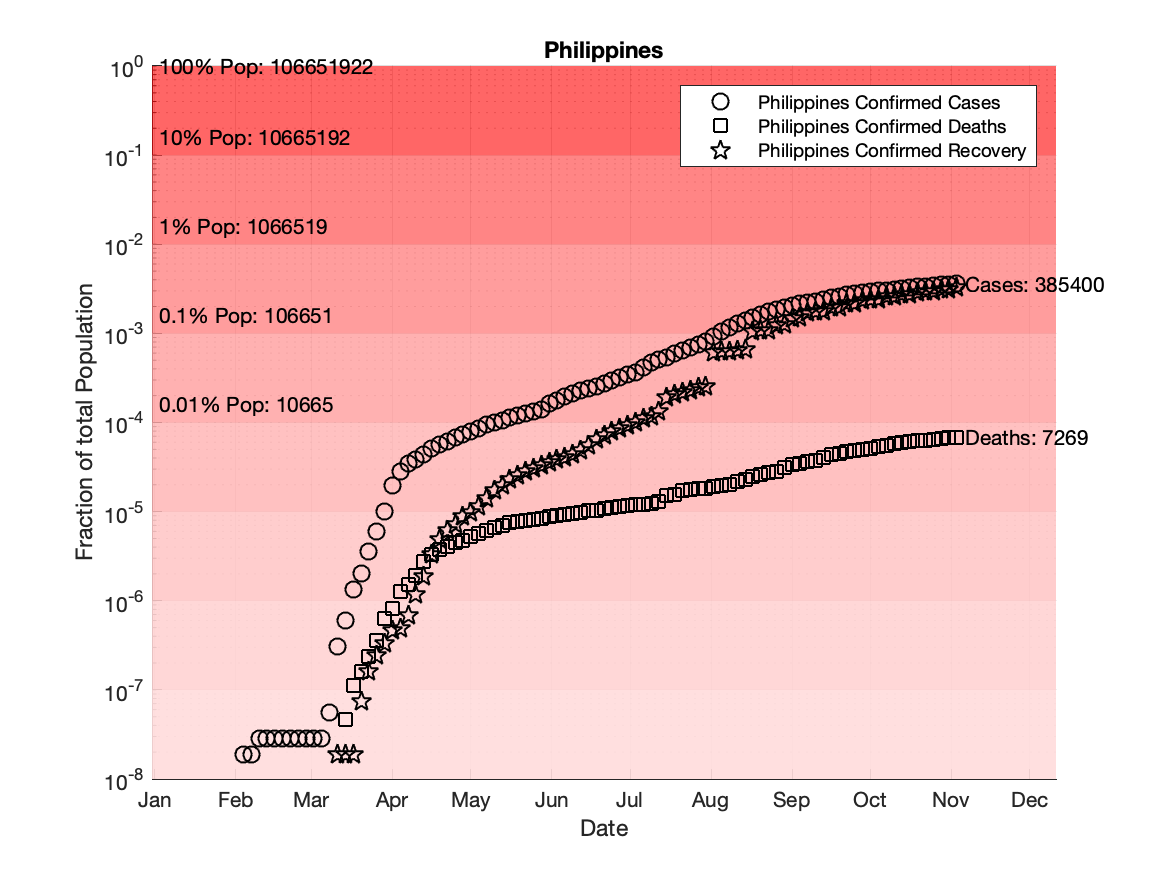 Philippines
10^0
100% Pop: 106651922
Philippines Confirmed Cases
Philippines Confirmed Deaths
Philippines Confirmed Recovery
10% Pop: 10665192
10^-1
1% Pop: 1066519
10^-2
Cases: 385400
0.1% Pop: 106651
10^-3
0.01% Pop: 10665
10^-4
Deaths: 7269
10^-5
10^-6
10^-7
10^-8
Fraction of total Population
Jan Feb Mar Apr May Jun Jul Aug Sep Oct Nov Dec
Date